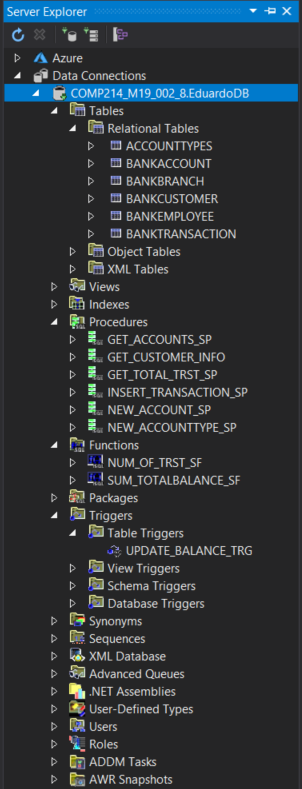 Server Explorer
Azure
Data Connections
COMP214_M19_002_8.EduardoDB
Tables
Relational Tables
ACCOUNTTYPES
BANKACCOUNT
BANKBRANCH
BANKCUSTOMER
BANKEMPLOYEE
BANKTRANSACTION
Object Tables
XML Tables
Views
Indexes
Procedures
GET_ACCOUNTS_SP
GET_CUSTOMER_INFO
GET_TOTAL_TRST_SP
INSERT_TRANSACTION_SP
NEW_ACCOUNT_SP
NEW_ACCOUNTTYPE_SP
Functions
NUM_OF_TRST_SF
SUM_TOTALBALANCE_SF
Packages
Triggers
Table Triggers
UPDATE_BALANCE_TRG
View Triggers
Schema Triggers
Database Triggers
Synonyms
Sequences
XML Database
Advanced Queues
.NET Assemblies
User-Defined Types
Users
Roles
ADDM Tasks
AWR Snapshots